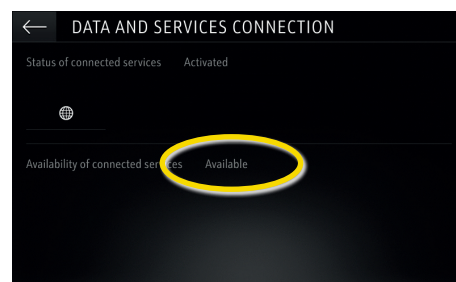 DATA AND SERVICES CONNECTION
Status of connected services Activated
Availability of connected services Available